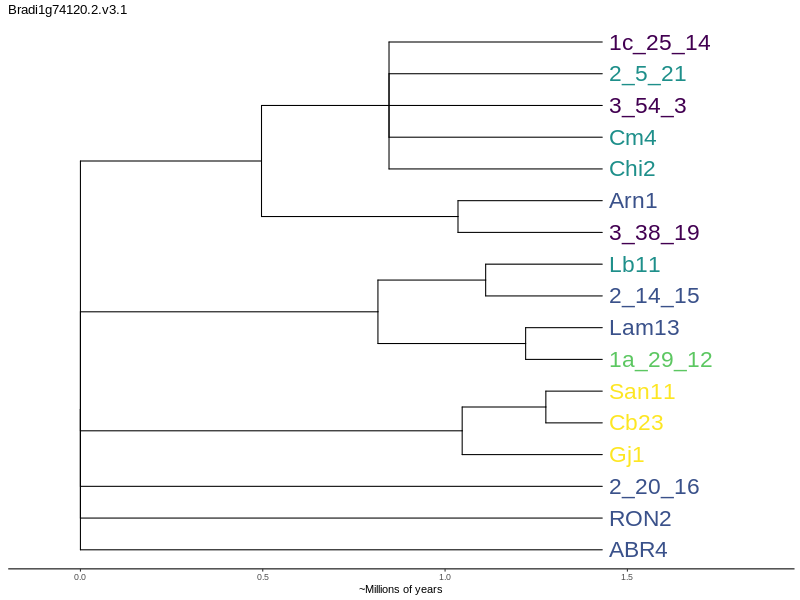 Bradi1g74120.2.v3.1
1c_25_14
2_5_21
3_54_3
Cm4
Chi2
Arn1
3_38_19
Lb11
2_14_15
Lam13
1a_29_12
San11
Cb23
Gj1
2_20_16
RON2
ABR4
0.0 0.5 1.0 1.5
~Millions of years